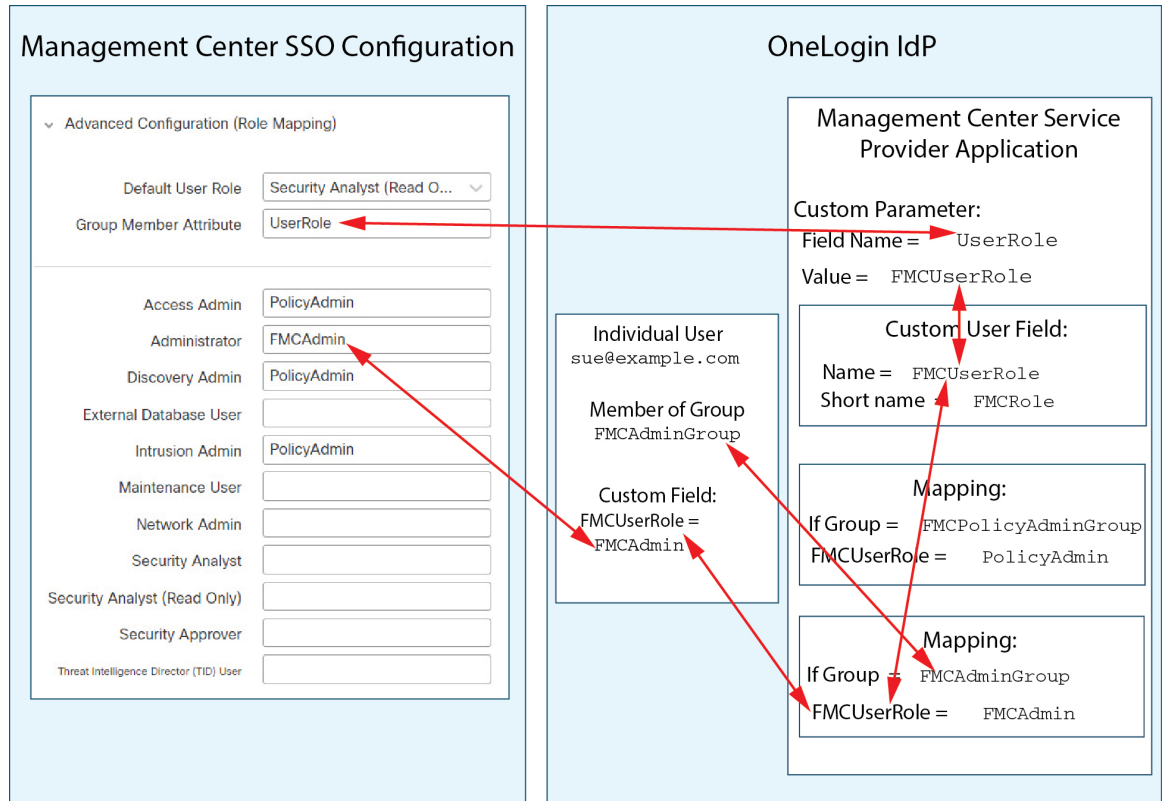 Management Center SSO Configuration
Advanced Configuration (Role Mapping)
Default User Role Security Analyst (Read O...
Group Member Attribute UserRole
Access Admin PolicyAdmin
Administrator FMCAdmin
Discovery Admin PolicyAdmin
External Database User
Intrusion Admin PolicyAdmin
Maintenance User
Network Admin
Security Analyst
Security Analyst (Read Only)
Security Approver
Threat Intelligence Director (TID) User
OneLogin IdP
Individual User
sue@example.com
Member of Group
FMCAdminGroup
Custom Field:
FMCUserRole =
FMCAdmin
Management Center Service
Provider Application
Custom Parameter:
Field Name = UserRole
Value = FMCUserRole
Custom User Field:
Name = FMCUserRole
Short name = FMCRole
Mapping:
If Group = FMCPolicyAdminGroup
FMCUserRole = PolicyAdmin
Mapping:
If Group = FMCAdminGroup
FMCUserRole = FMCAdmin